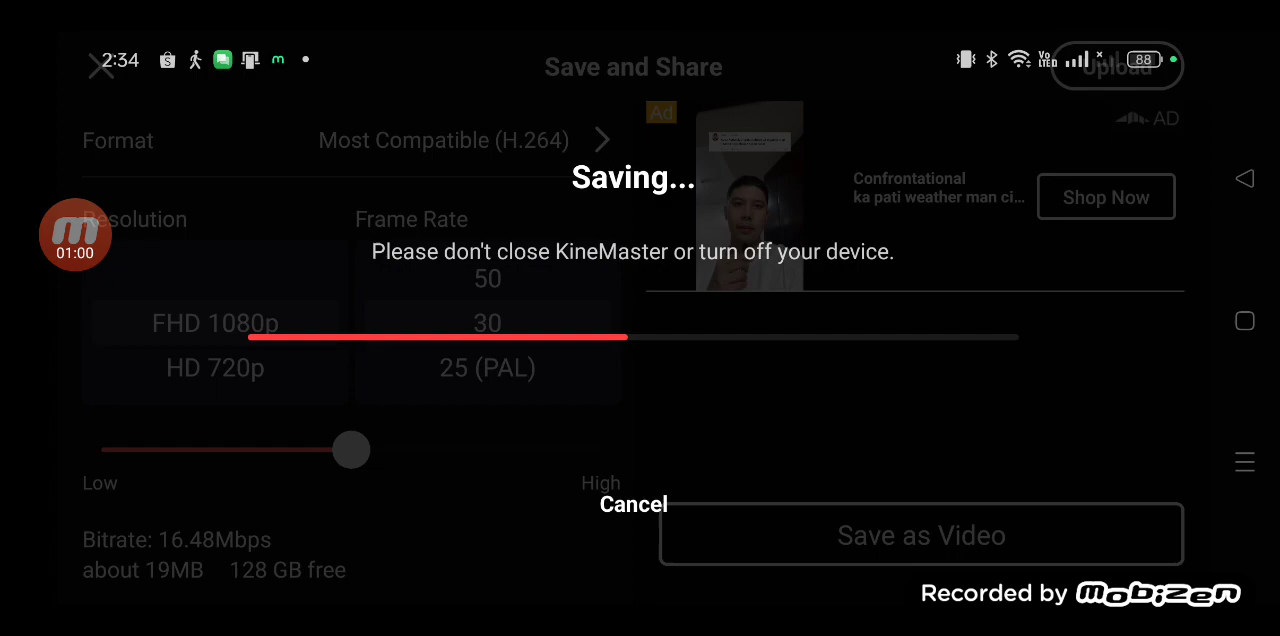 2:34
88
Save and Share
Upload
Format
Most Compatible (H.264)
Ad
AD
Saving...
Confrontational
ka pati weather man ci...
Shop Now
Resolution
Frame Rate
01:00
Please don't close KineMaster or turn off your device.
50
FHD 1080p
30
HD 720p
25 (PAL)
Low
High
Cancel
Save as Video
Bitrate: 16.48Mbps
about 19MB
128 GB free
Recorded by mobizen